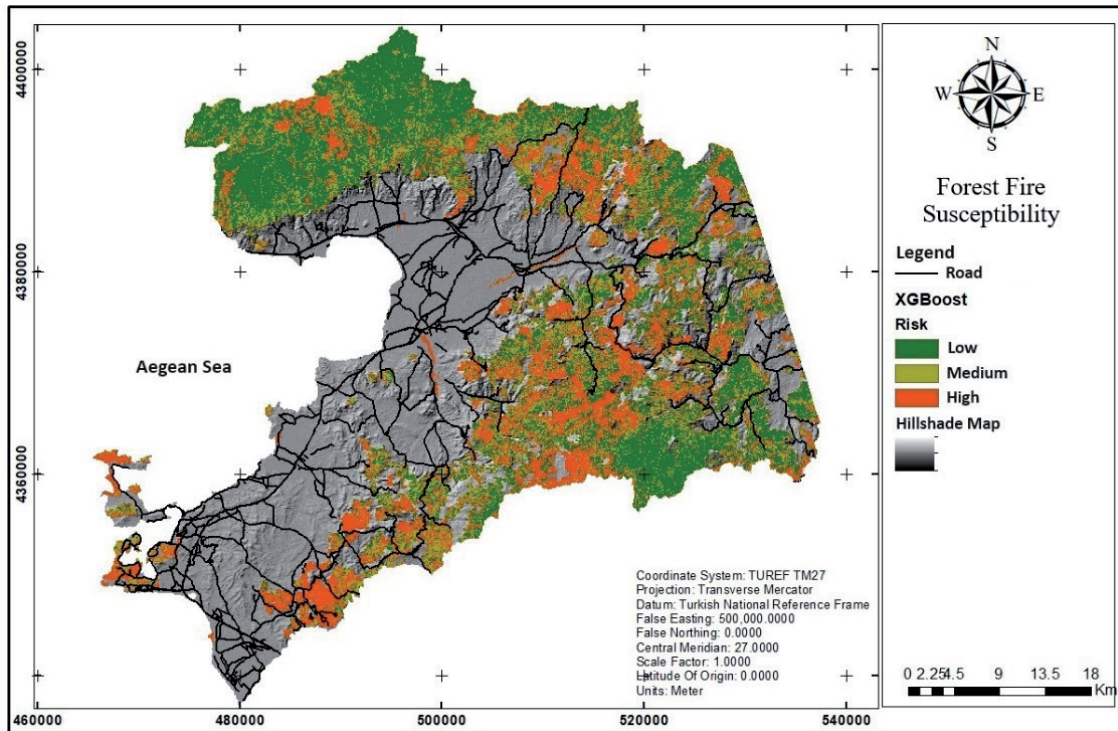 4400000
4380000
4360000
460000
480000
500000
520000
540000
Aegean Sea
Coordinate System: TUREF TM27
Projection: Transverse Mercator
Datum: Turkish National Reference Frame
False Easting: 500,000.0000
False Northing: 0.0000
Central Meridian: 27.0000
Scale Factor: 1.0000
Latitude Of Origin: 0.0000
Units: Meter
N
W E
S
Forest Fire
Susceptibility
Legend
Road
XGBoost
Risk
Low
Medium
High
Hillshade Map
0 2.25 4.5 9 13.5 18
Km